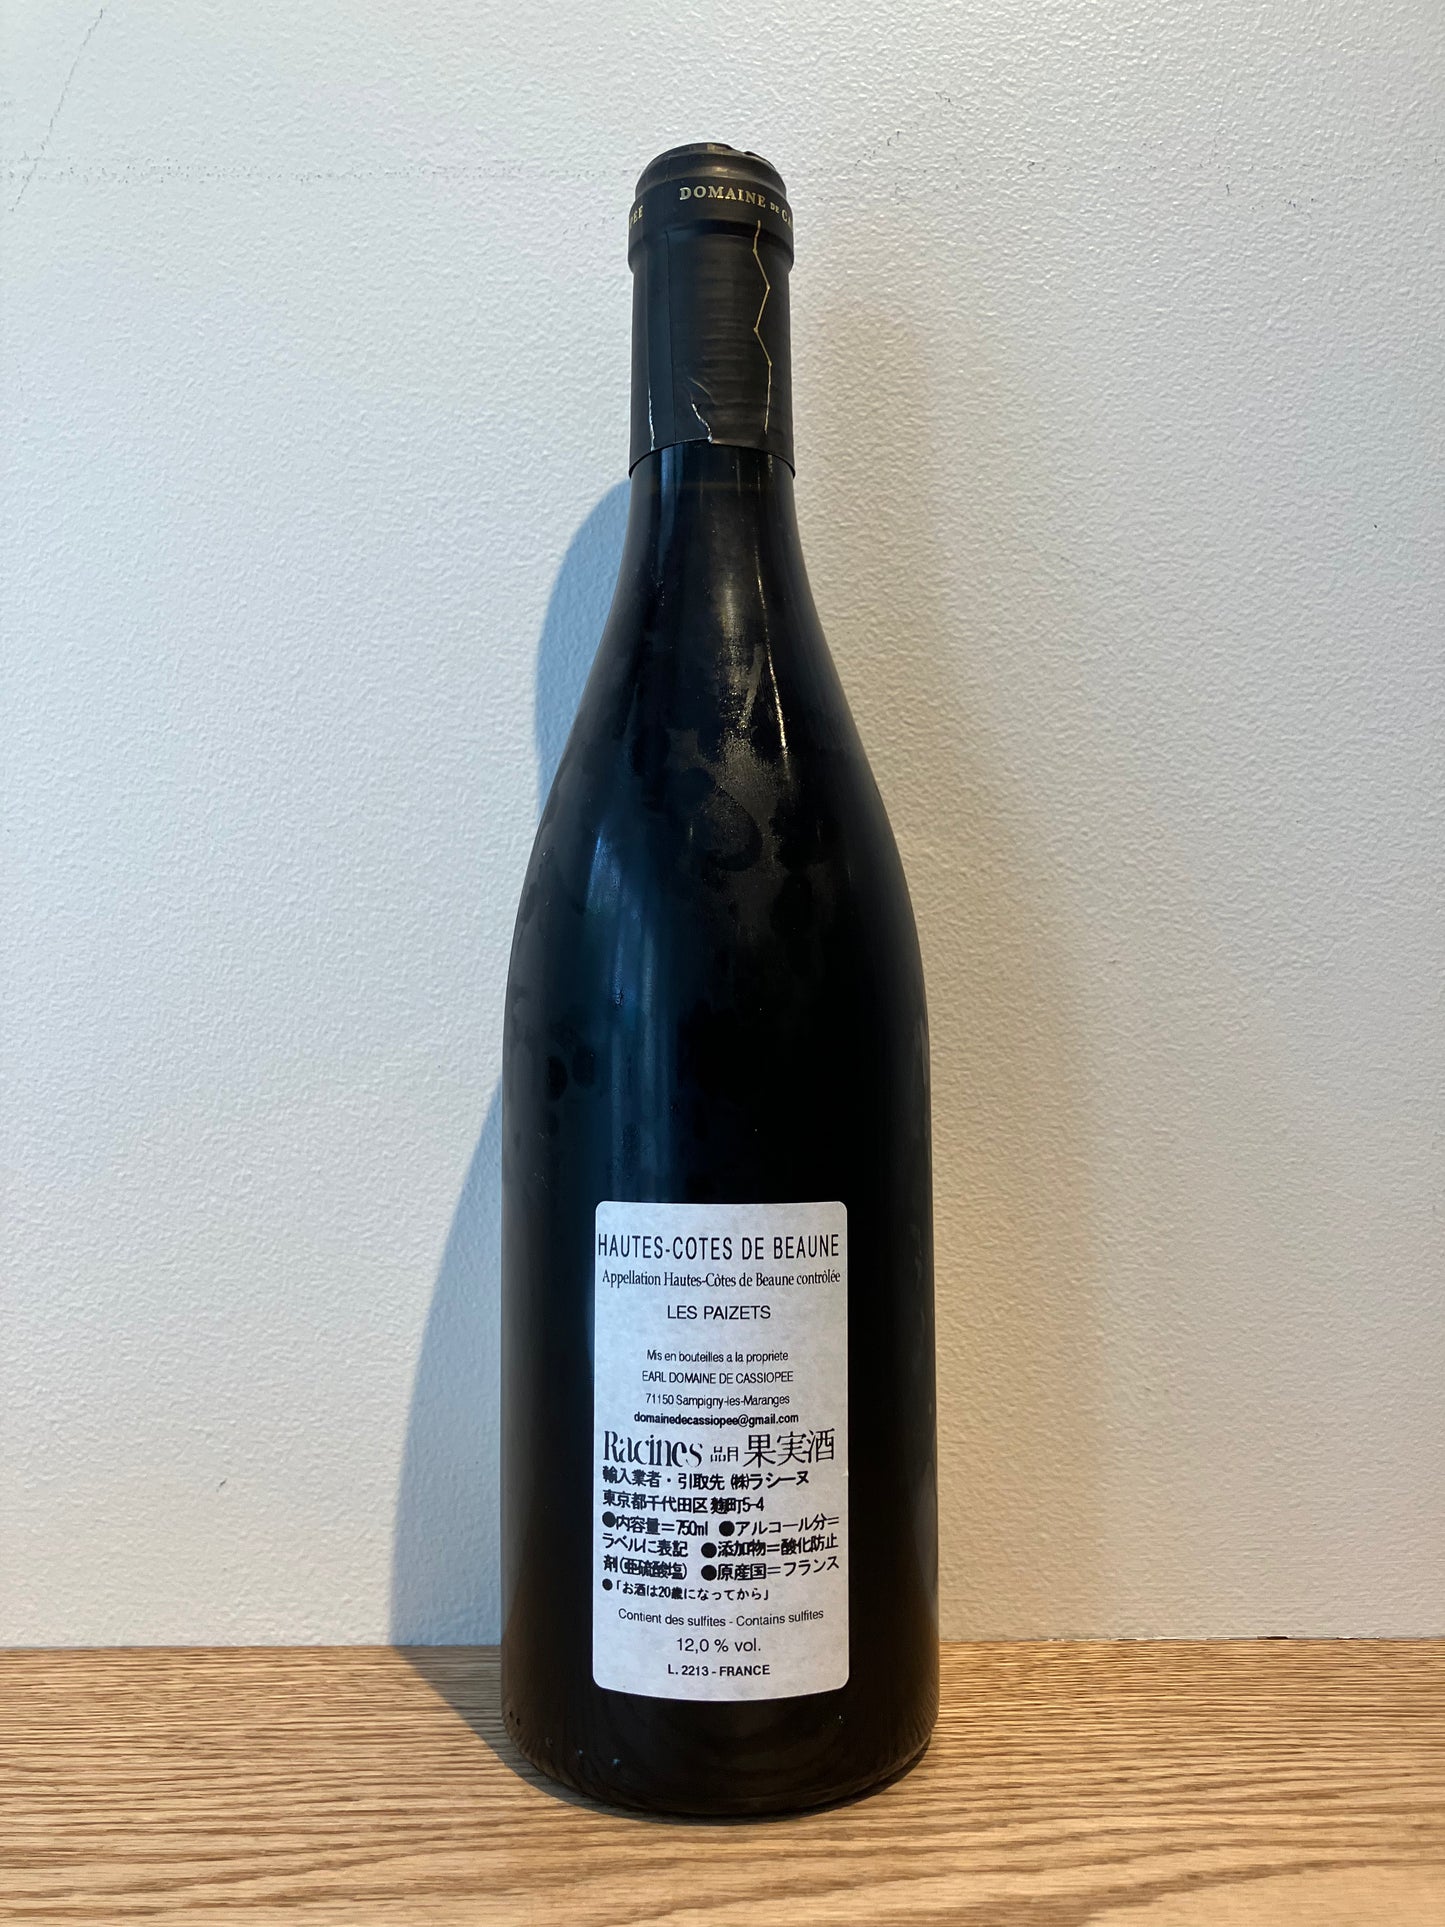 DOMAINE DE CA
PEE
HAUTES-COTES DE BEAUNE
Appellation Hautes-Côtes de Beaune contrôlée
LES PAIZETS
Mis en bouteilles a la propriete
EARL DOMAINE DE CASSIOPEE
71150 Sampigny-les-Maranges
domainedecassiopee@gmail.com
Racines 品目 果実酒
輸入業者・引取先 (株)ラシーヌ
東京都千代田区麹町5-4
●内容量=750ml ●アルコール分=
ラベルに表記 ●添加物=酸化防止
剤(亜硫酸塩) ●原産国=フランス
●「お酒は20歳になってから」
Contient des sulfites - Contains sulfites
12,0 % vol.
L. 2213 - FRANCE